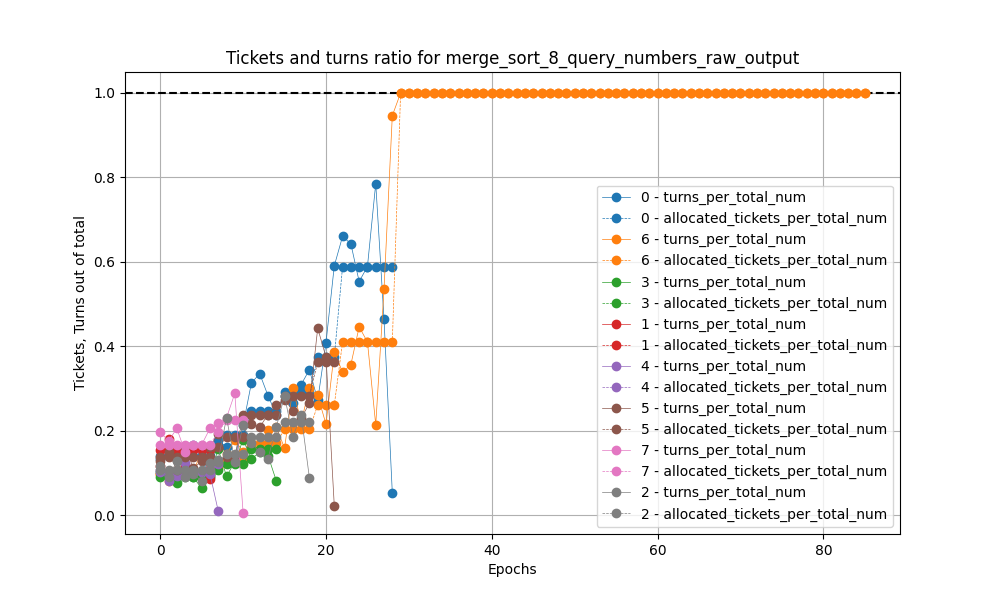 Tickets and turns ratio for merge_sort_8_query_numbers_raw_output
Tickets, Turns out of total
1.0
0.8
0.6
0.4
0.2
0.0
0 - turns_per_total_num
0 - allocated_tickets_per_total_num
6 - turns_per_total_num
6 - allocated_tickets_per_total_num
3 - turns_per_total_num
3 - allocated_tickets_per_total_num
1 - turns_per_total_num
1 - allocated_tickets_per_total_num
4 - turns_per_total_num
4 - allocated_tickets_per_total_num
5 - turns_per_total_num
5 - allocated_tickets_per_total_num
7 - turns_per_total_num
7 - allocated_tickets_per_total_num
2 - turns_per_total_num
2 - allocated_tickets_per_total_num
0 20 40 60 80
Epochs